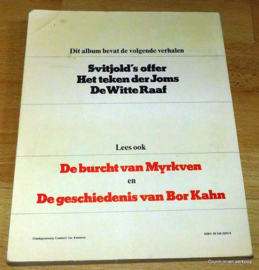 Dit album bevat de volgende verhalen
Svitjold's offer
Het teken der Joms
De Witte Raaf
Lees ook
De burcht van Myrkven
en
De geschiedenis van Bor Kahn